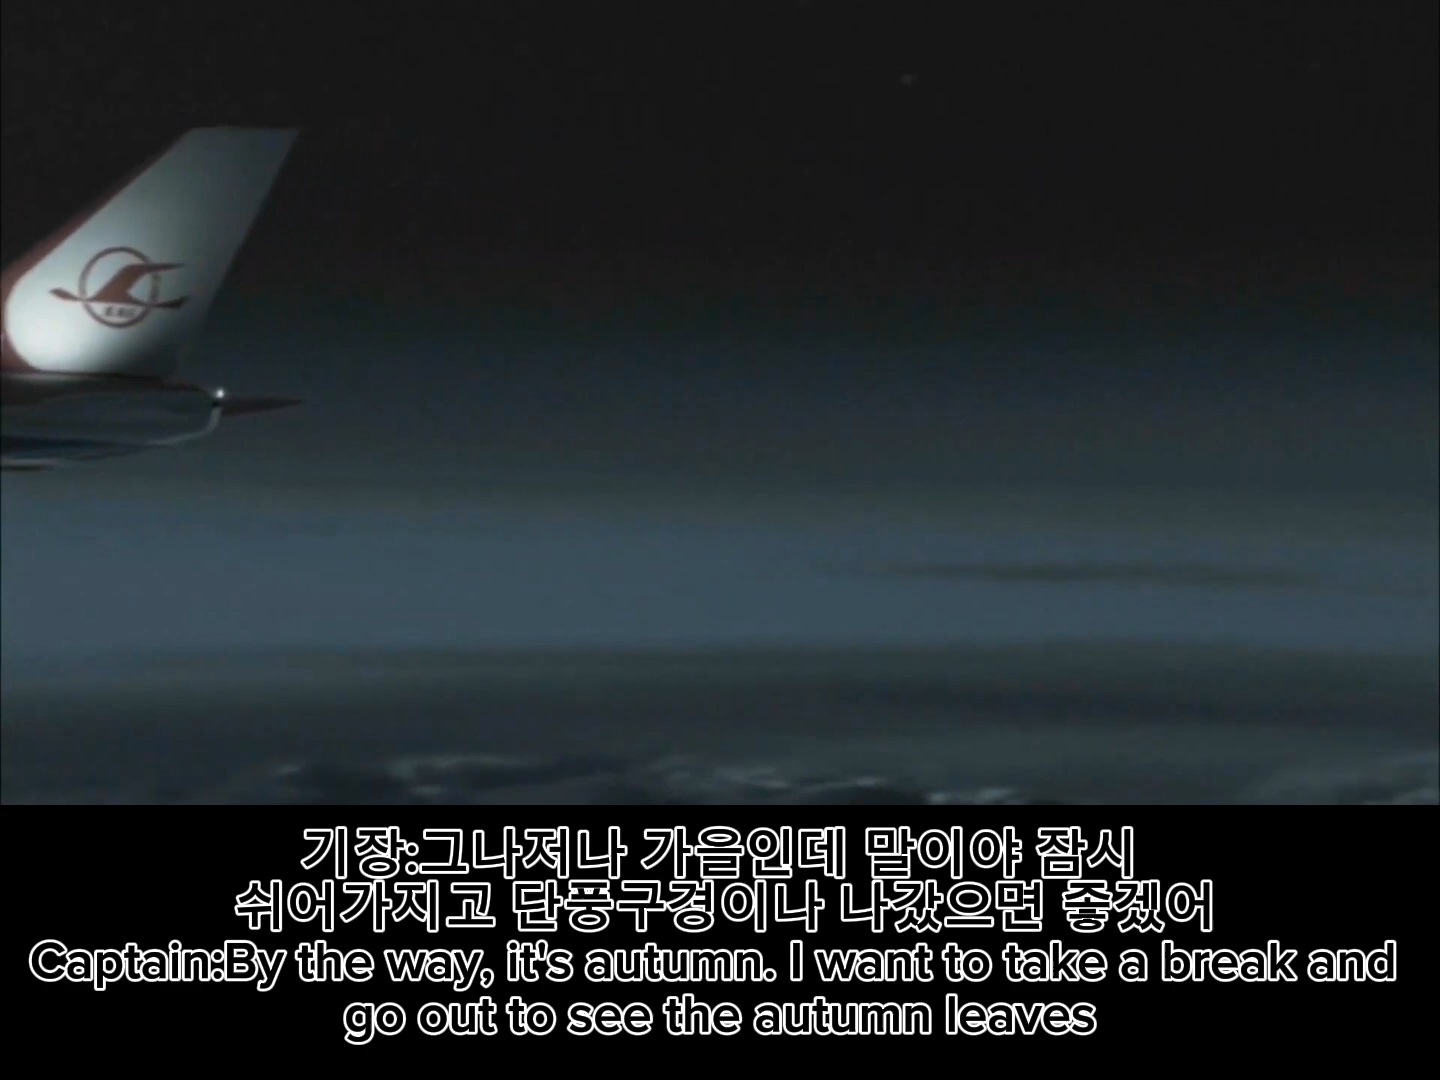 기장:그나저나 가을인데 말이야 잠시
쉬어가지고 단풍구경이나 나갔으면 좋겠어
Captain:By the way, it's autumn. I want to take a break and
go out to see the autumn leaves